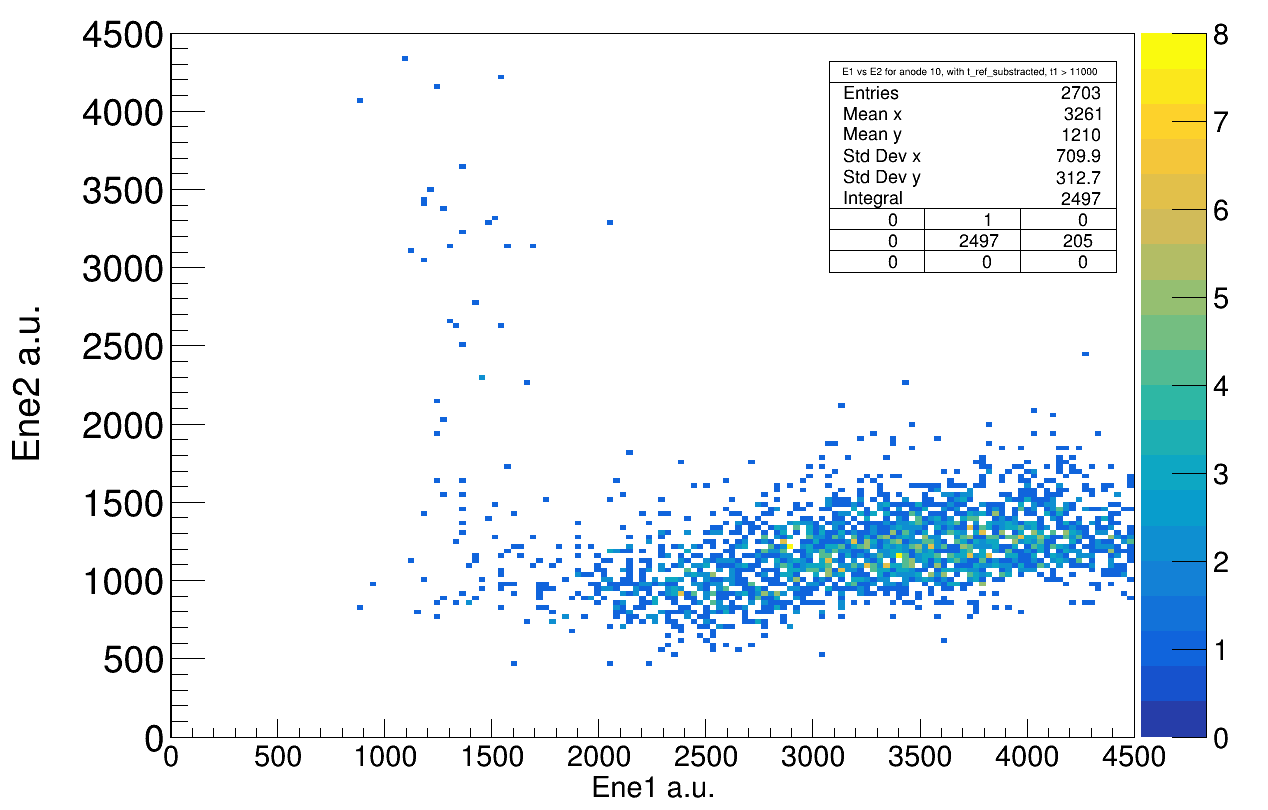 E1 vs E2 for anode 10, with t_ref_substracted, t1 > 11000
Entries 2703
Mean x 3261
Mean y 1210
Std Dev x 709.9
Std Dev y 312.7
Integral 2497
0 1 0
0 2497 205
0 0 0
4500
4000
3500
3000
2500
2000
1500
1000
500
0
Ene2 a.u.
0 500 1000 1500 2000 2500 3000 3500 4000 4500
Ene1 a.u.
8
7
6
5
4
3
2
1
0